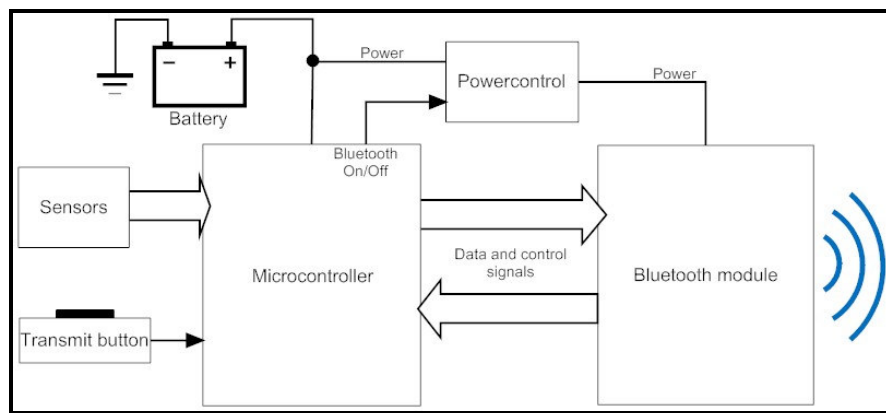 − +
Battery
Power
Powercontrol
Power
Bluetooth
On/Off
Sensors
Microcontroller
Data and control
signals
Bluetooth module
Transmit button